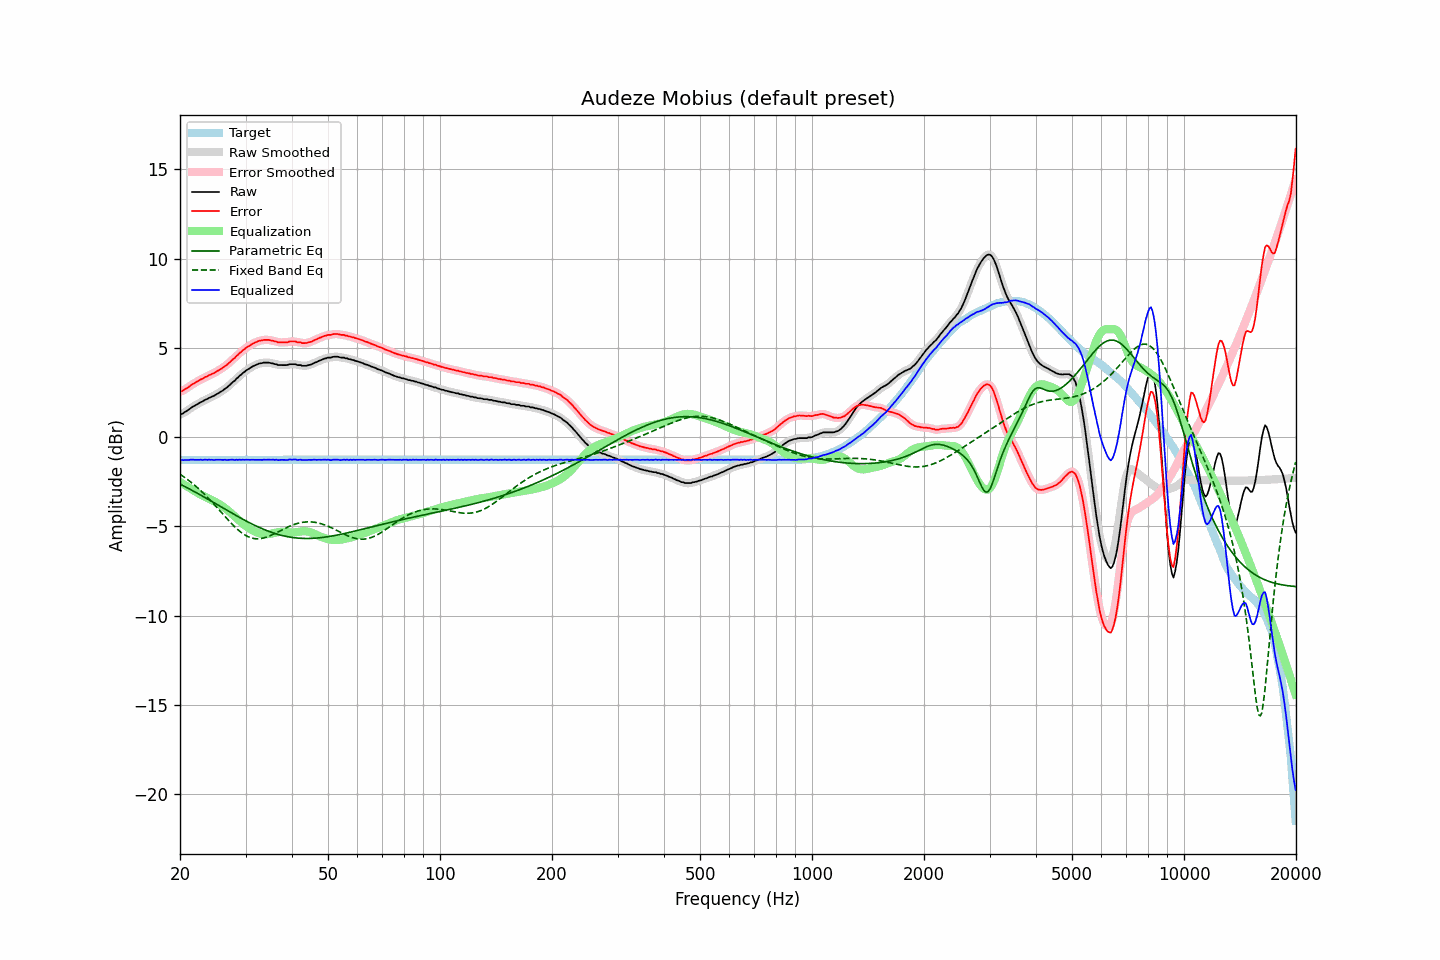 Audeze Mobius (default preset)
Target
Raw Smoothed
Error Smoothed
Raw
Error
Equalization
Parametric Eq
Fixed Band Eq
Equalized
Amplitude (dBr)
15
10
5
0
−5
−10
−15
−20
20 50 100 200 500 1000 2000 5000 10000 20000
Frequency (Hz)